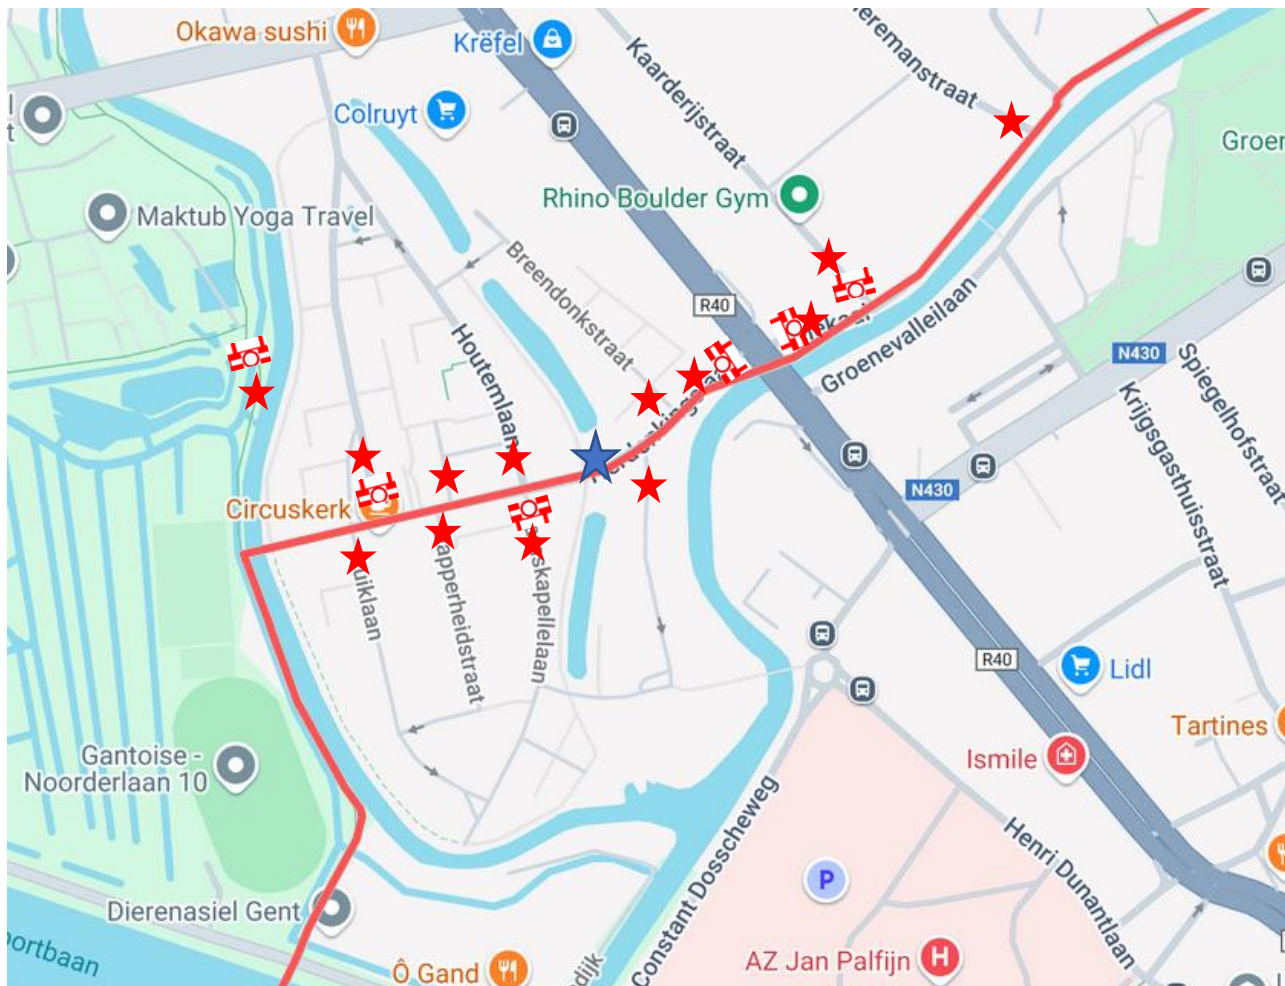 Okawa sushi
Krëfel
Colruyt
Kaarderijstraat
Groe
Rhino Boulder Gym
Maktub Yoga Travel
Breendonkstraat
R40
Groenevalleilaan
N430
Houtemlaan
Spiegelhofstraat
Krijgsgasthuisstraat
N430
Circuskerk
uiklaan
apperheidstraat
skapellelaan
R40
Lidl
Tartines
Ismile
Gantoise -
Noorderlaan 10
Constant Dosscheweg
Henri Dunantlaan
P
Dierenasiel Gent
ortbaan
Ô Gand
dijk
AZ Jan Palfijn
H